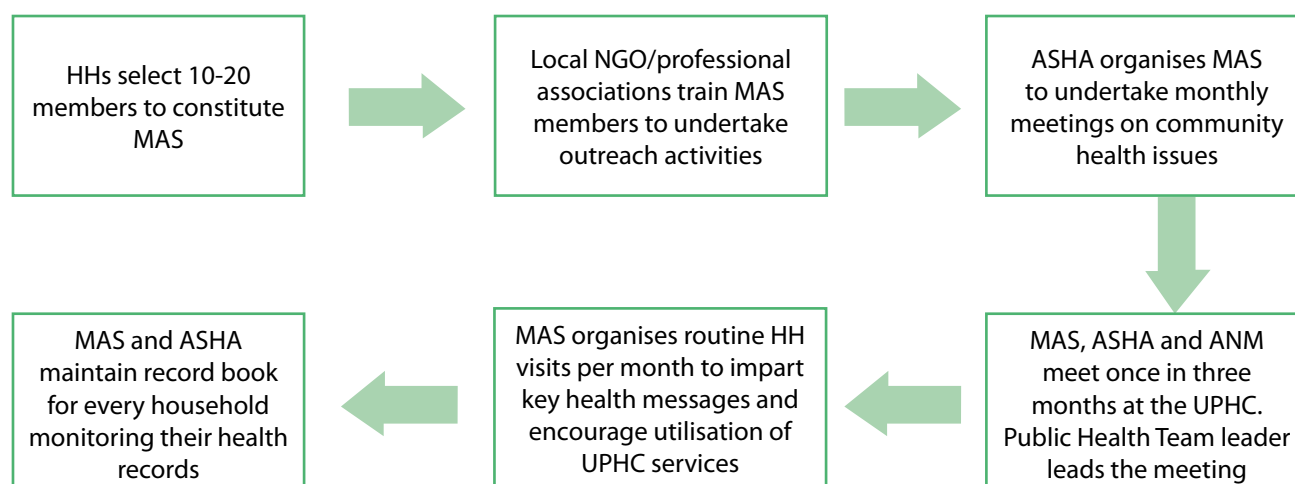 HHs select 10-20
members to constitute
MAS
Local NGO/professional
associations train MAS
members to undertake
outreach activities
ASHA organises MAS
to undertake monthly
meetings on community
health issues
MAS, ASHA and ANM
meet once in three
months at the UPHC.
Public Health Team leader
leads the meeting
MAS organises routine HH
visits per month to impart
key health messages and
encourage utilisation of
UPHC services
MAS and ASHA
maintain record book
for every household
monitoring their health
records